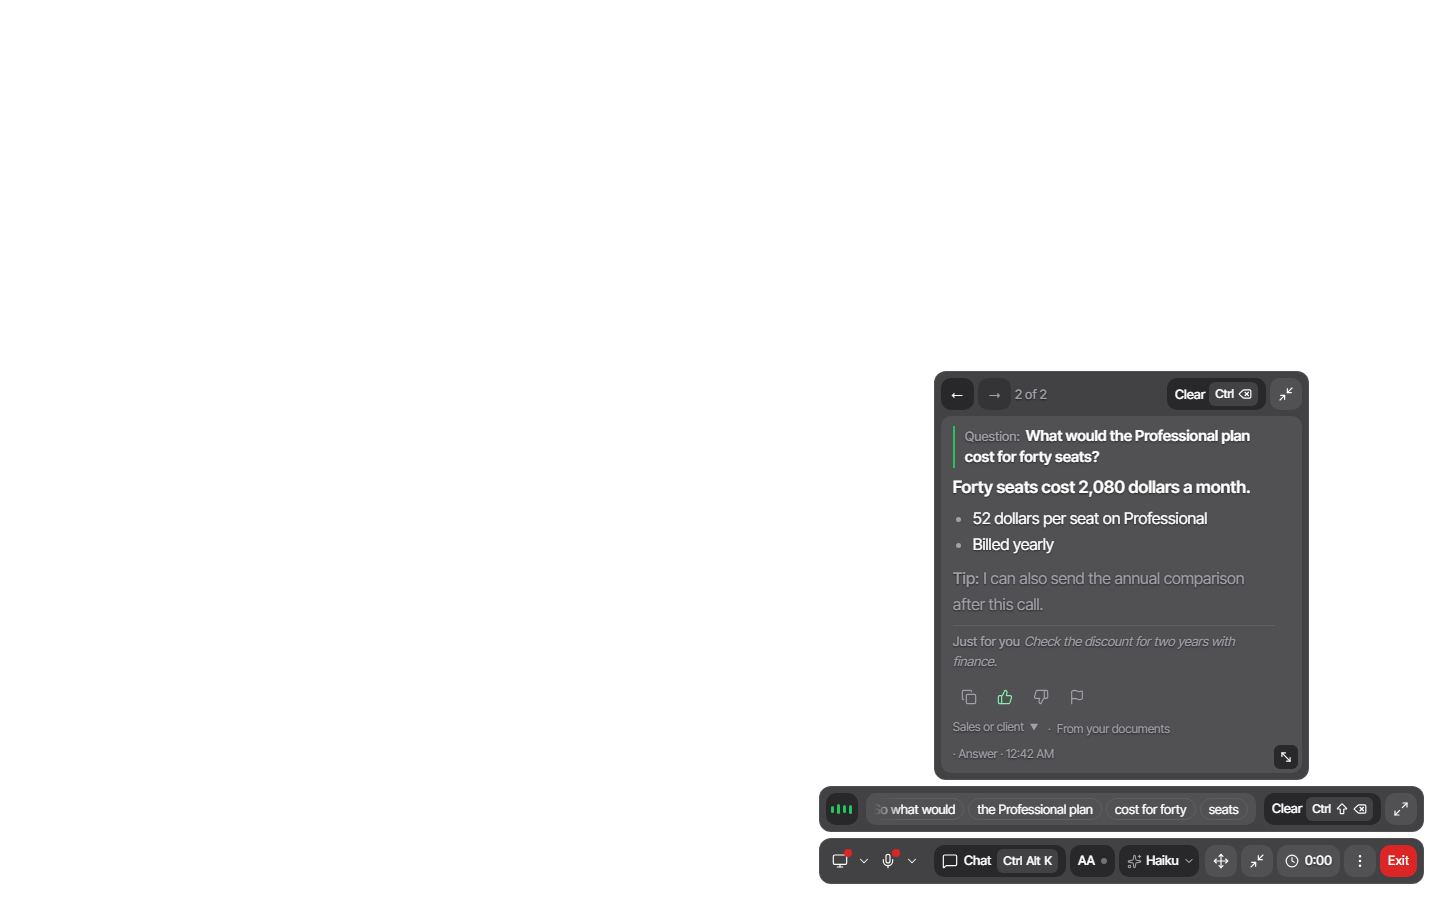 ← → 2 of 2 Clear Ctrl
Question: What would the Professional plan
cost for forty seats?
Forty seats cost 2,080 dollars a month.
• 52 dollars per seat on Professional
• Billed yearly
Tip: I can also send the annual comparison
after this call.
Just for you Check the discount for two years with
finance.
Sales or client ▼ · From your documents
· Answer · 12:42 AM
So what would the Professional plan cost for forty seats Clear Ctrl
Chat Ctrl Alt K AA Haiku 0:00 Exit